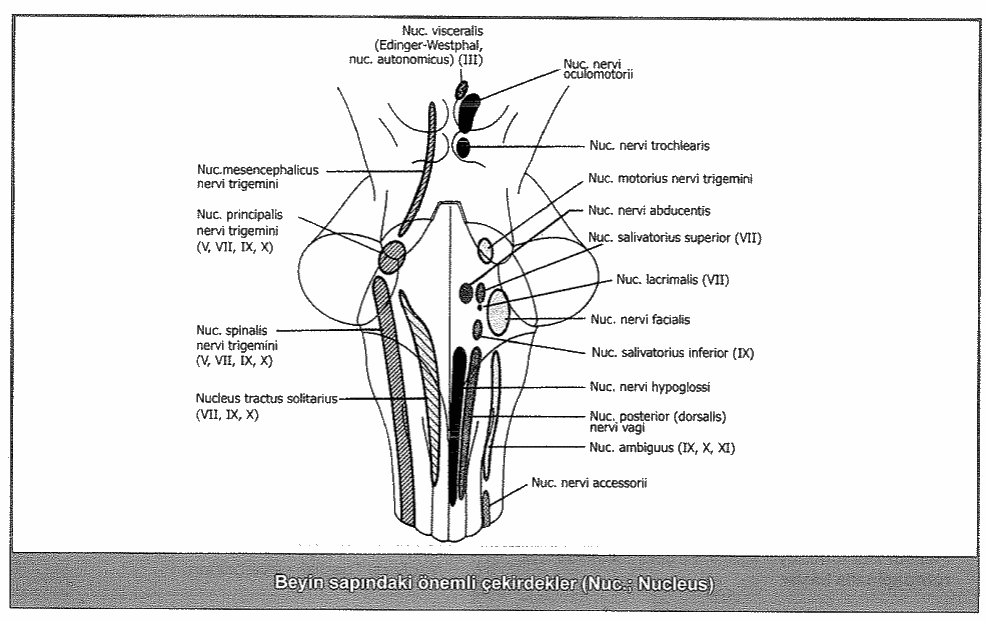 Nuc. visceralis
(Edinger-Westphal,
nuc. autonomicus) (III)
Nuc. nervi
oculomotorii
Nuc. nervi trochlearis
Nuc.mesencephalicus
nervi trigemini
Nuc. motorius nervi trigemini
Nuc. principalis
nervi trigemini
(V, VII, IX, X)
Nuc. nervi abducentis
Nuc. salivatorius superior (VII)
Nuc. lacrimalis (VII)
Nuc. nervi facialis
Nuc. spinalis
nervi trigemini
(V, VII, IX, X)
Nuc. salivatorius inferior (IX)
Nuc. nervi hypoglossi
Nucleus tractus solitarius
(VII, IX, X)
Nuc. posterior (dorsalis)
nervi vagi
Nuc. ambiguus (IX, X, XI)
Nuc. nervi accessorii
Beyin sapındaki önemli çekirdekler (Nuc.; Nucleus)